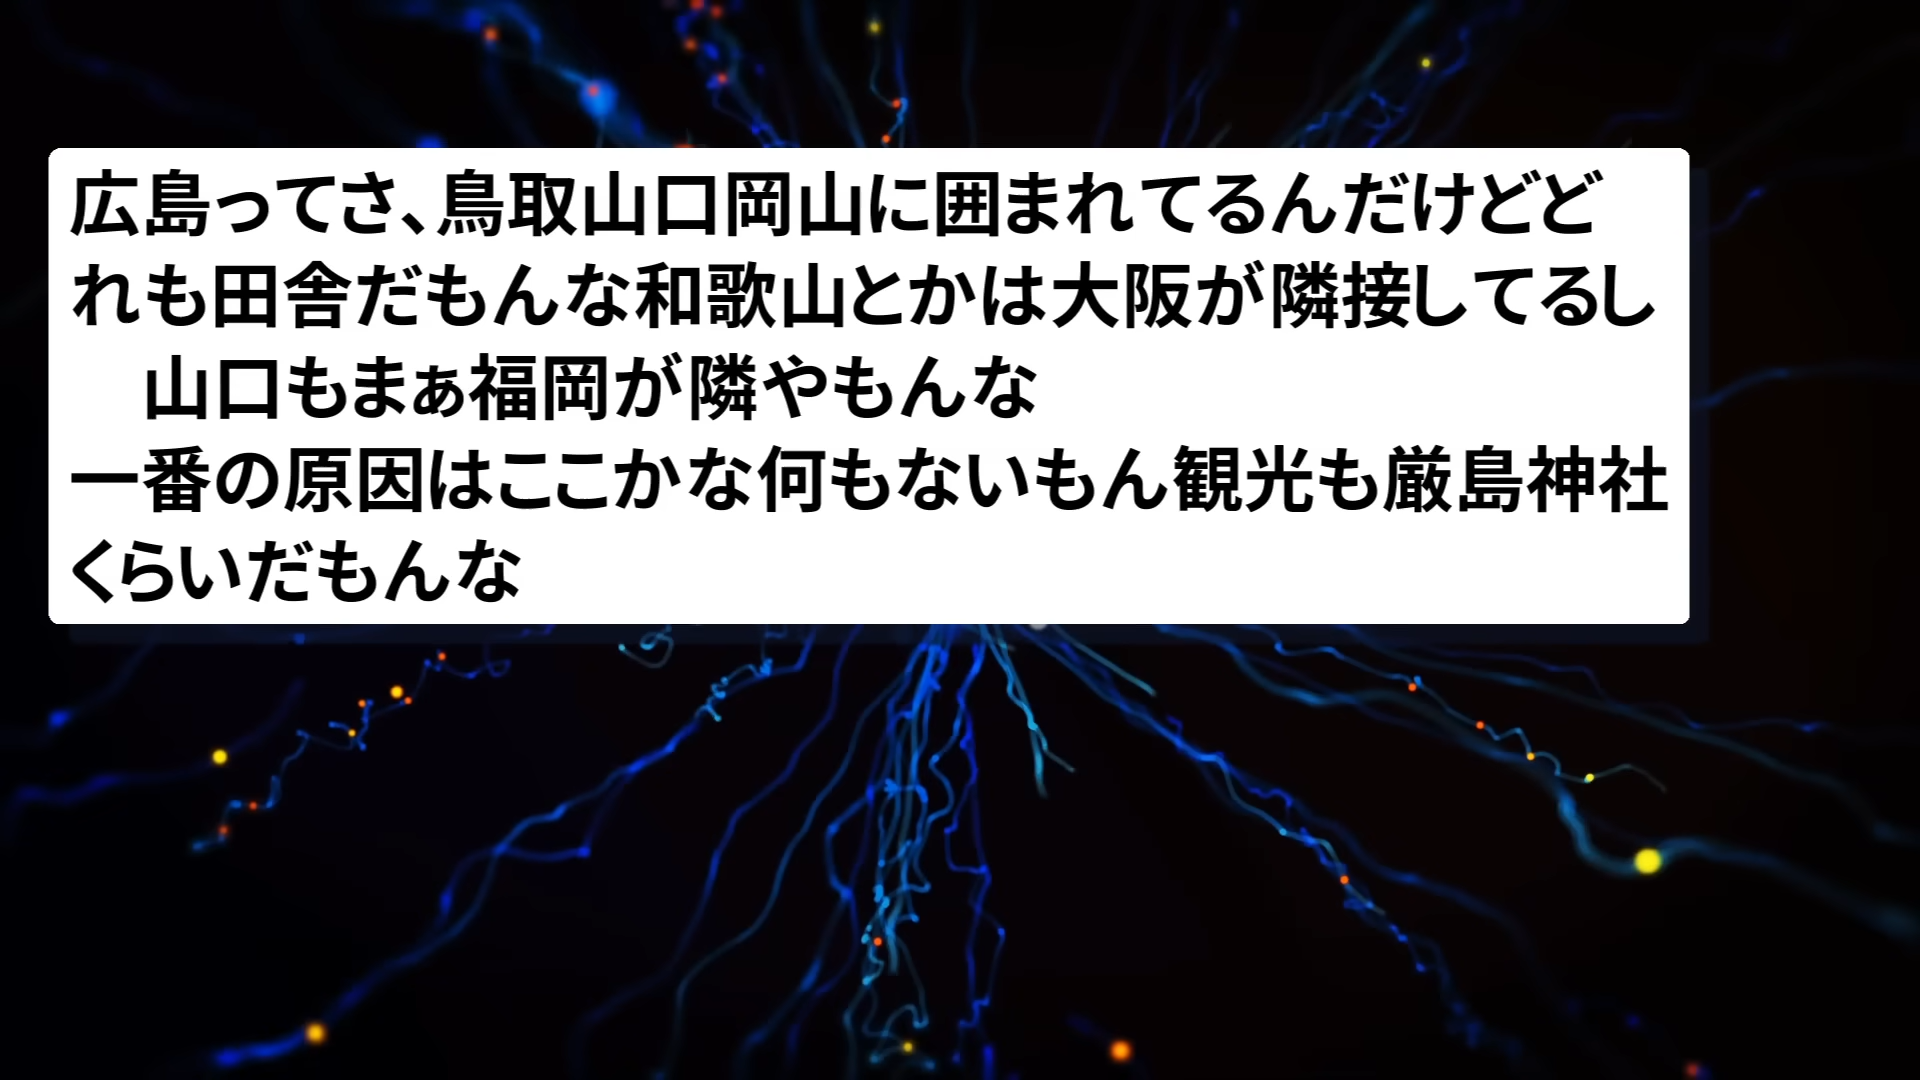 広島ってさ、鳥取山口岡山に囲まれてるんだけどど
れも田舎だもんな和歌山とかは大阪が隣接してるし
　山口もまぁ福岡が隣やもんな
一番の原因はここかな何もないもん観光も厳島神社
くらいだもんな